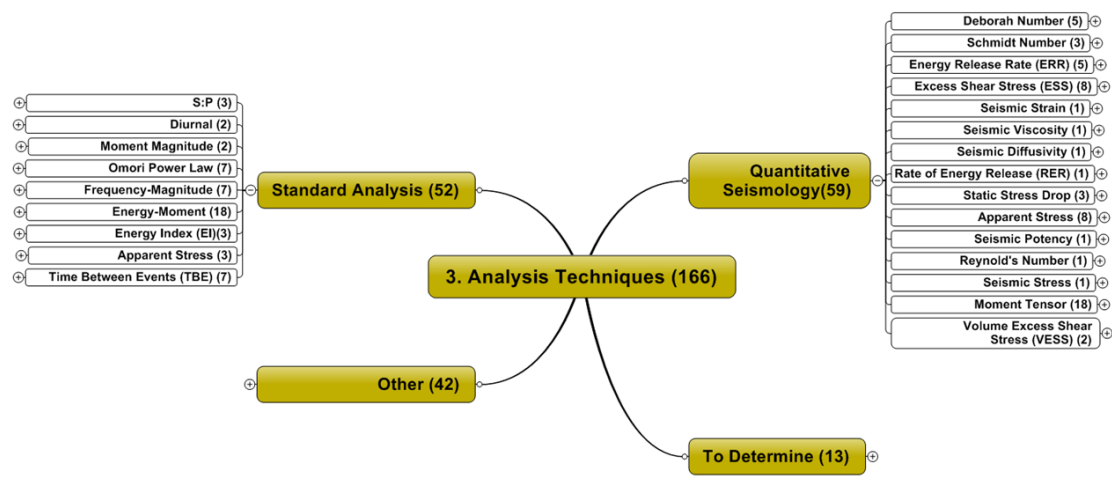 S:P (3)
Diurnal (2)
Moment Magnitude (2)
Omori Power Law (7)
Frequency-Magnitude (7)
Energy-Moment (18)
Energy Index (EI)(3)
Apparent Stress (3)
Time Between Events (TBE) (7)
Standard Analysis (52)
3. Analysis Techniques (166)
Other (42)
Quantitative
Seismology(59)
Deborah Number (5)
Schmidt Number (3)
Energy Release Rate (ERR) (5)
Excess Shear Stress (ESS) (8)
Seismic Strain (1)
Seismic Viscosity (1)
Seismic Diffusivity (1)
Rate of Energy Release (RER) (1)
Static Stress Drop (3)
Apparent Stress (8)
Seismic Potency (1)
Reynold's Number (1)
Seismic Stress (1)
Moment Tensor (18)
Volume Excess Shear
Stress (VESS) (2)
To Determine (13)